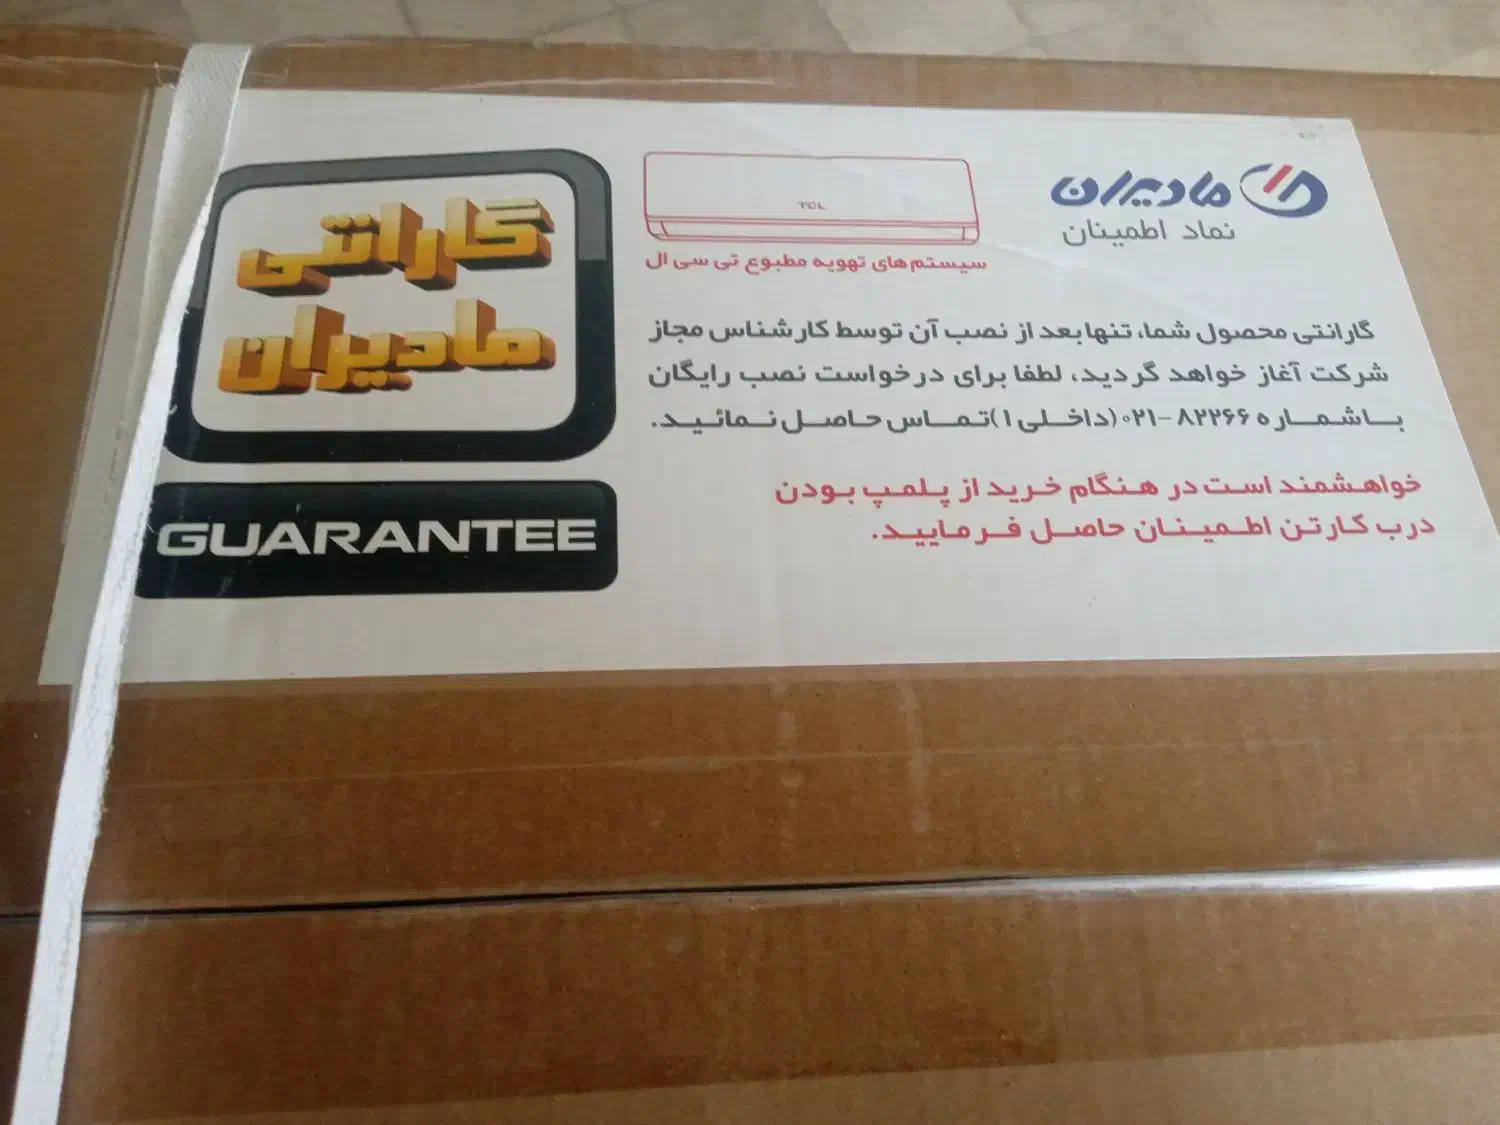 مادیران
نماد اطمینان
TCL
سیستم های تهویه مطبوع تی سی ال
گارانتی
مادیران
GUARANTEE
گارانتی محصول شما، تنها بعد از نصب آن توسط کارشناس مجاز
شرکت آغاز خواهد گردید، لطفا برای درخواست نصب رایگان
با شماره ۸۲۲۶۶-۰۲۱ (داخلی ۱) تماس حاصل نمائید.
خواهشمند است در هنگام خرید از پلمپ بودن
درب کارتن اطمینان حاصل فرمایید.